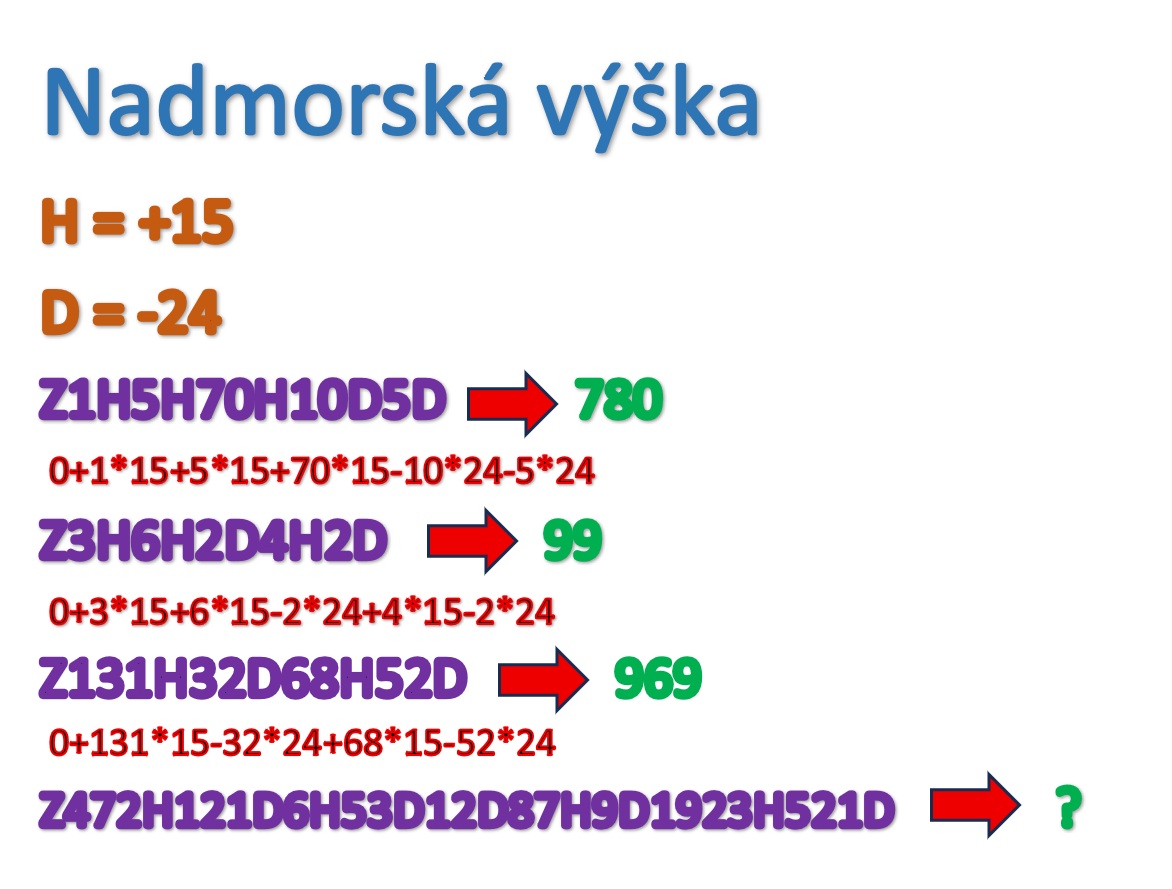 Nadmorská výška
H = +15
D = -24
Z1H5H70H10D5D 780
0+1*15+5*15+70*15-10*24-5*24
Z3H6H2D4H2D 99
0+3*15+6*15-2*24+4*15-2*24
Z131H32D68H52D 969
0+131*15-32*24+68*15-52*24
Z472H121D6H53D12D87H9D1923H521D ?